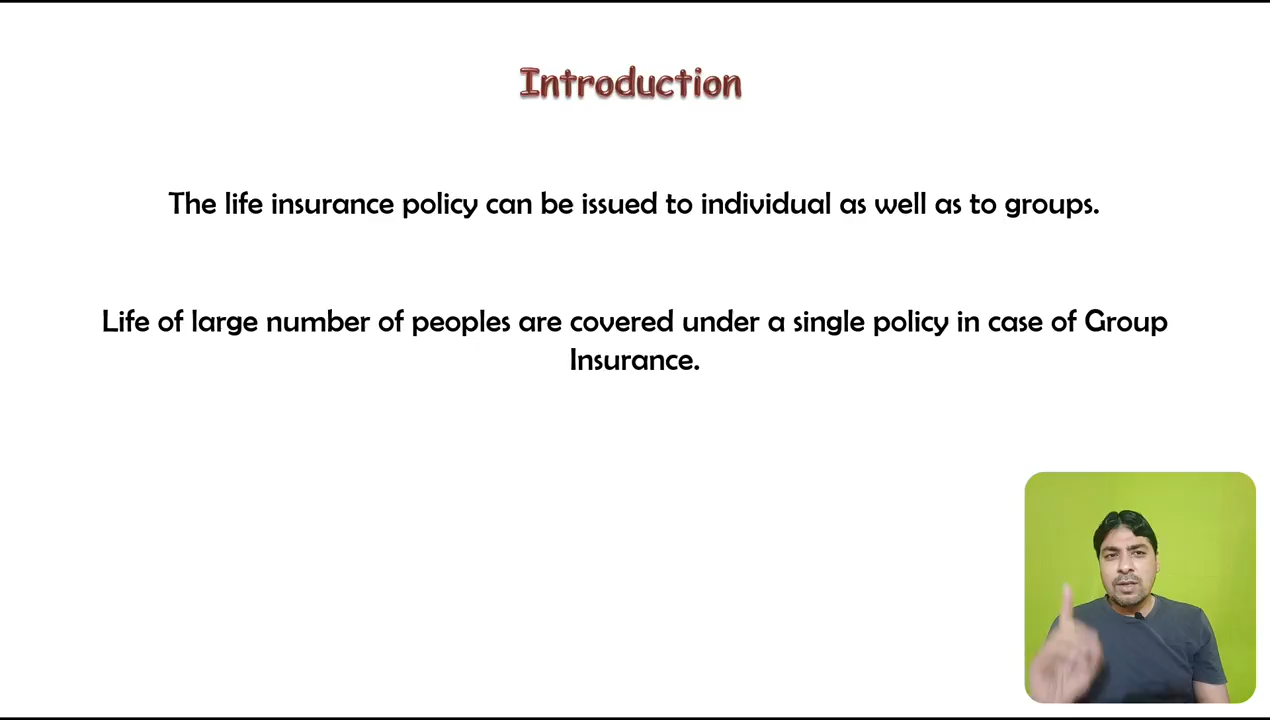 Introduction
The life insurance policy can be issued to individual as well as to groups.
Life of large number of peoples are covered under a single policy in case of Group
Insurance.